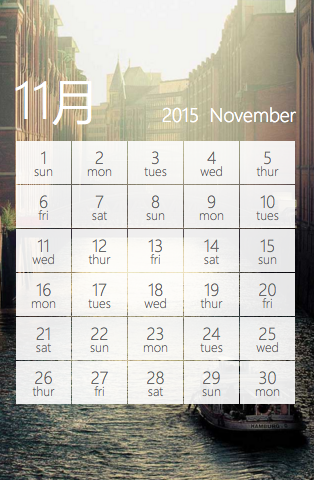 11月
2015 November
1 2 3 4 5
sun mon tues wed thur
6 7 8 9 10
fri sat sun mon tues
11 12 13 14 15
wed thur fri sat sun
16 17 18 19 20
mon tues wed thur fri
21 22 23 24 25
sat sun mon tues wed
26 27 28 29 30
thur fri sat sun mon
HAMBURG